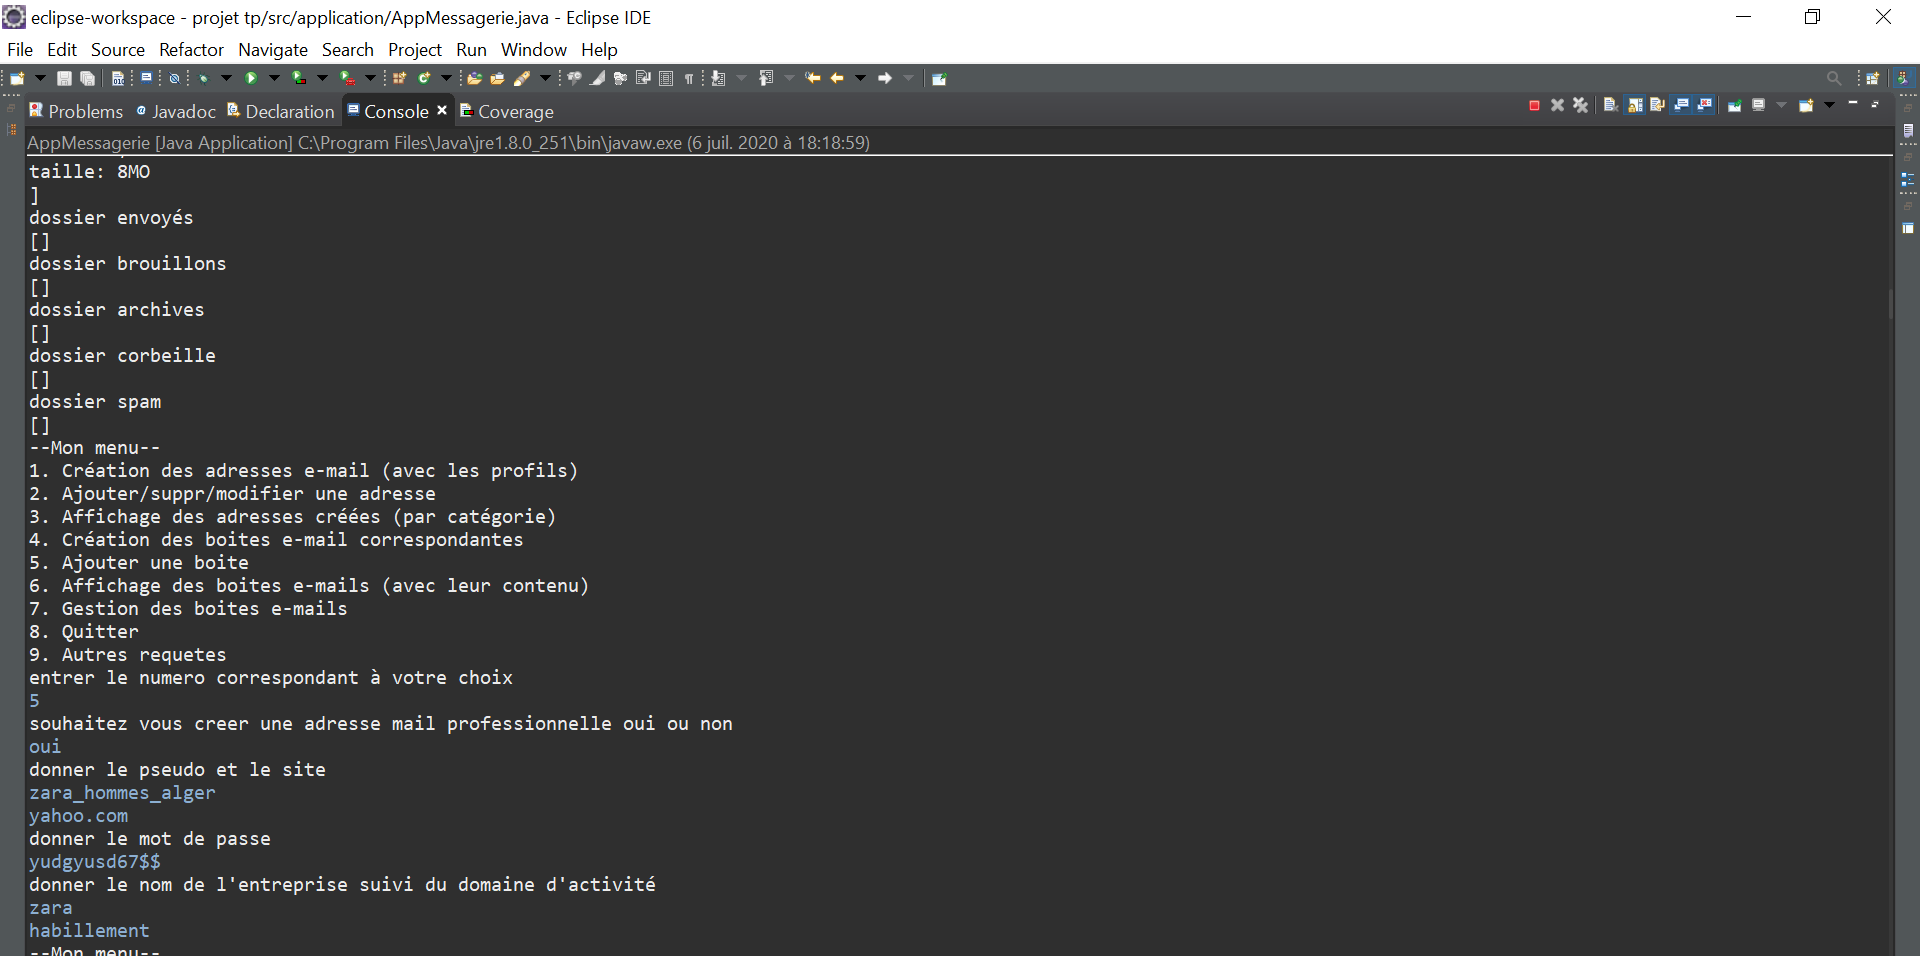 eclipse-workspace - projet tp/src/application/AppMessagerie.java - Eclipse IDE
File Edit Source Refactor Navigate Search Project Run Window Help
Problems Javadoc Declaration Console Coverage
AppMessagerie [Java Application] C:\Program Files\Java\jre1.8.0_251\bin\javaw.exe (6 juil. 2020 à 18:18:59)
taille: 8MO
]
dossier envoyés
[]
dossier brouillons
[]
dossier archives
[]
dossier corbeille
[]
dossier spam
[]
--Mon menu--
1. Création des adresses e-mail (avec les profils)
2. Ajouter/suppr/modifier une adresse
3. Affichage des adresses créées (par catégorie)
4. Création des boites e-mail correspondantes
5. Ajouter une boite
6. Affichage des boites e-mails (avec leur contenu)
7. Gestion des boites e-mails
8. Quitter
9. Autres requetes
entrer le numero correspondant à votre choix
5
souhaitez vous creer une adresse mail professionnelle oui ou non
oui
donner le pseudo et le site
zara_hommes_alger
yahoo.com
donner le mot de passe
yudgyusd67$$
donner le nom de l'entreprise suivi du domaine d'activité
zara
habillement
--Mon menu--